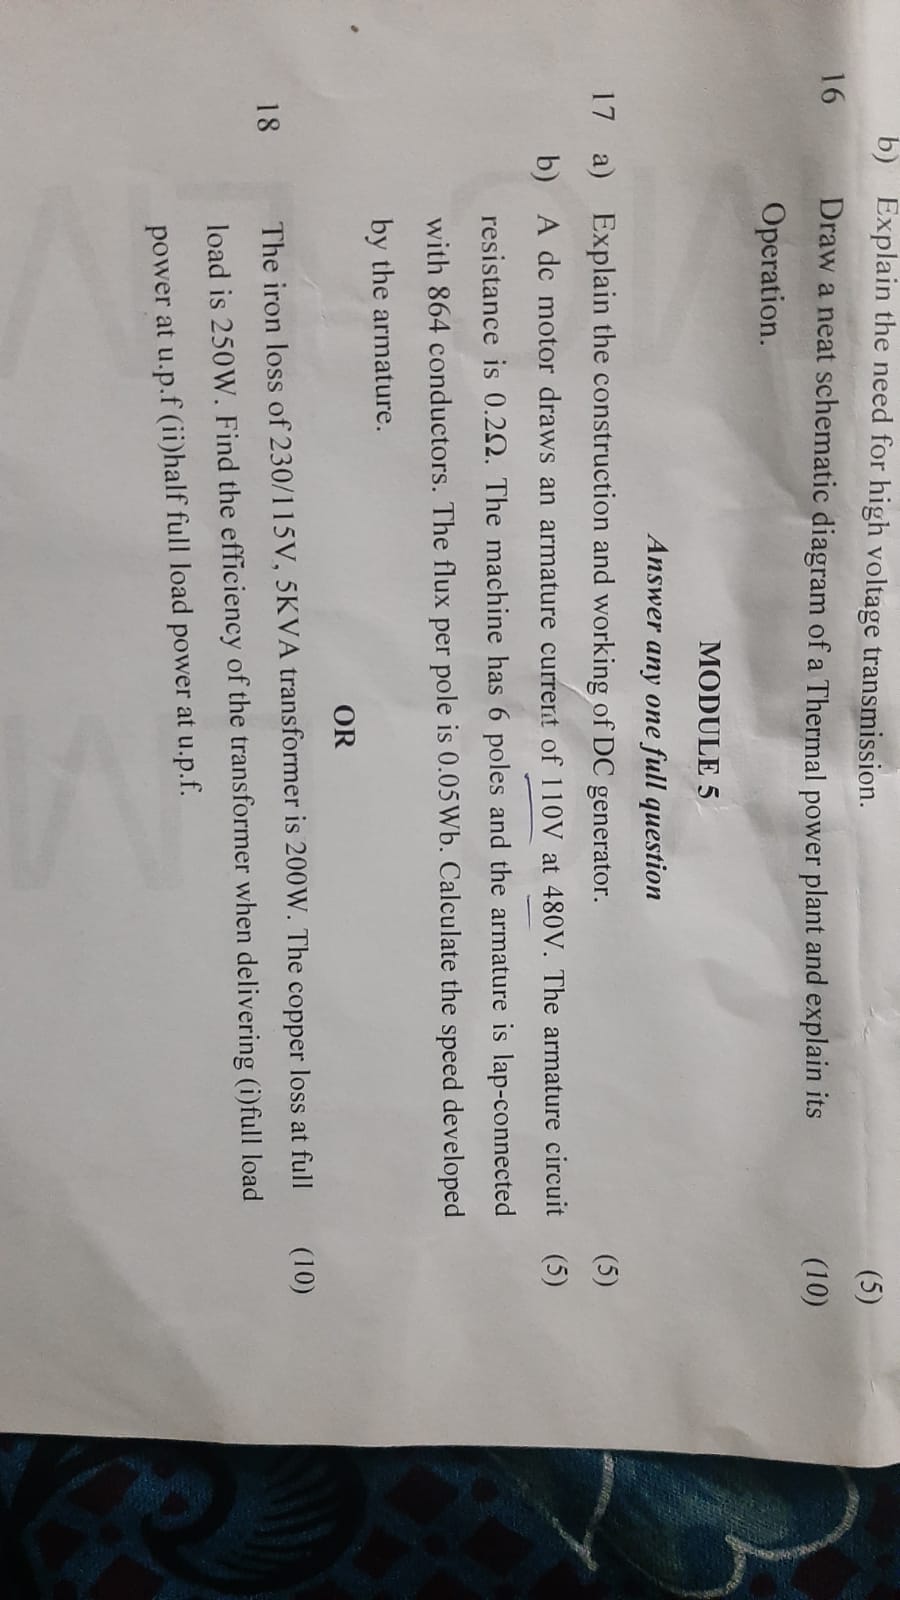 b) Explain the need for high voltage transmission. (5)
16 Draw a neat schematic diagram of a Thermal power plant and explain its (10)
Operation.
MODULE 5
Answer any one full question
17 a) Explain the construction and working of DC generator. (5)
b) A dc motor draws an armature current of 110V at 480V. The armature circuit (5)
resistance is 0.2Ω. The machine has 6 poles and the armature is lap-connected
with 864 conductors. The flux per pole is 0.05Wb. Calculate the speed developed
by the armature.
OR
18 The iron loss of 230/115V, 5KVA transformer is 200W. The copper loss at full (10)
load is 250W. Find the efficiency of the transformer when delivering (i)full load
power at u.p.f (ii)half full load power at u.p.f.